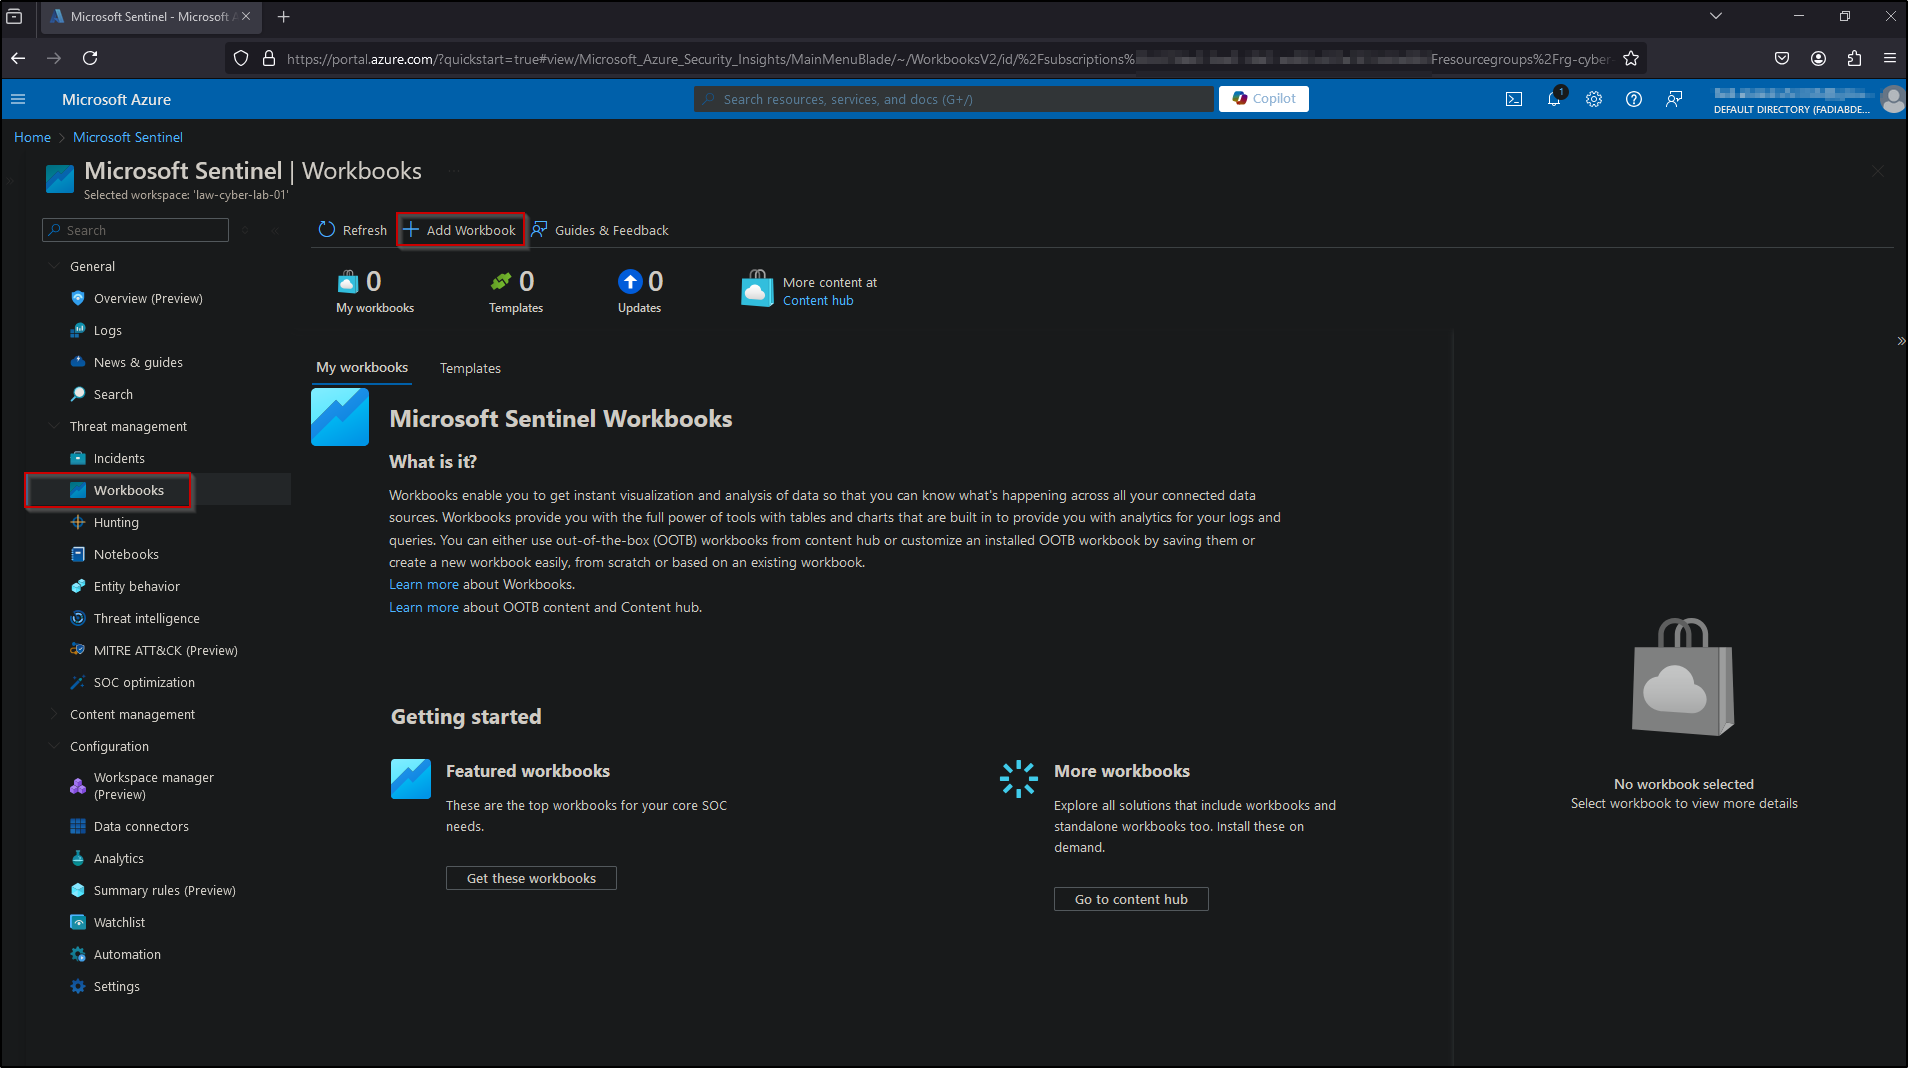 Microsoft Sentinel - Microsoft A
https://portal.azure.com/?quickstart=true#view/Microsoft_Azure_Security_Insights/MainMenuBlade/~/WorkbooksV2/id/%2Fsubscriptions%
Fresourcegroups%2Frg-cyber-
Microsoft Azure
Search resources, services, and docs (G+/)
Copilot
1
DEFAULT DIRECTORY (FADIABDE...
Home > Microsoft Sentinel
Microsoft Sentinel | Workbooks
Selected workspace: 'law-cyber-lab-01'
Search
Refresh
Add Workbook
Guides & Feedback
General
Overview (Preview)
Logs
News & guides
Search
Threat management
Incidents
Workbooks
Hunting
Notebooks
Entity behavior
Threat intelligence
MITRE ATT&CK (Preview)
SOC optimization
Content management
Configuration
Workspace manager
(Preview)
Data connectors
Analytics
Summary rules (Preview)
Watchlist
Automation
Settings
0
My workbooks
0
Templates
0
Updates
More content at
Content hub
My workbooks
Templates
Microsoft Sentinel Workbooks
What is it?
Workbooks enable you to get instant visualization and analysis of data so that you can know what's happening across all your connected data
sources. Workbooks provide you with the full power of tools with tables and charts that are built in to provide you with analytics for your logs and
queries. You can either use out-of-the-box (OOTB) workbooks from content hub or customize an installed OOTB workbook by saving them or
create a new workbook easily, from scratch or based on an existing workbook.
Learn more about Workbooks.
Learn more about OOTB content and Content hub.
Getting started
Featured workbooks
These are the top workbooks for your core SOC
needs.
Get these workbooks
More workbooks
Explore all solutions that include workbooks and
standalone workbooks too. Install these on
demand.
Go to content hub
No workbook selected
Select workbook to view more details